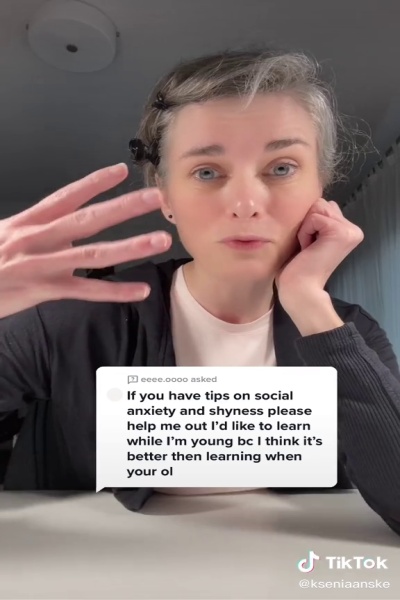 eeee.oooo asked
If you have tips on social
anxiety and shyness please
help me out I'd like to learn
while I'm young bc I think it's
better then learning when
your ol
TikTok
@kseniaanske